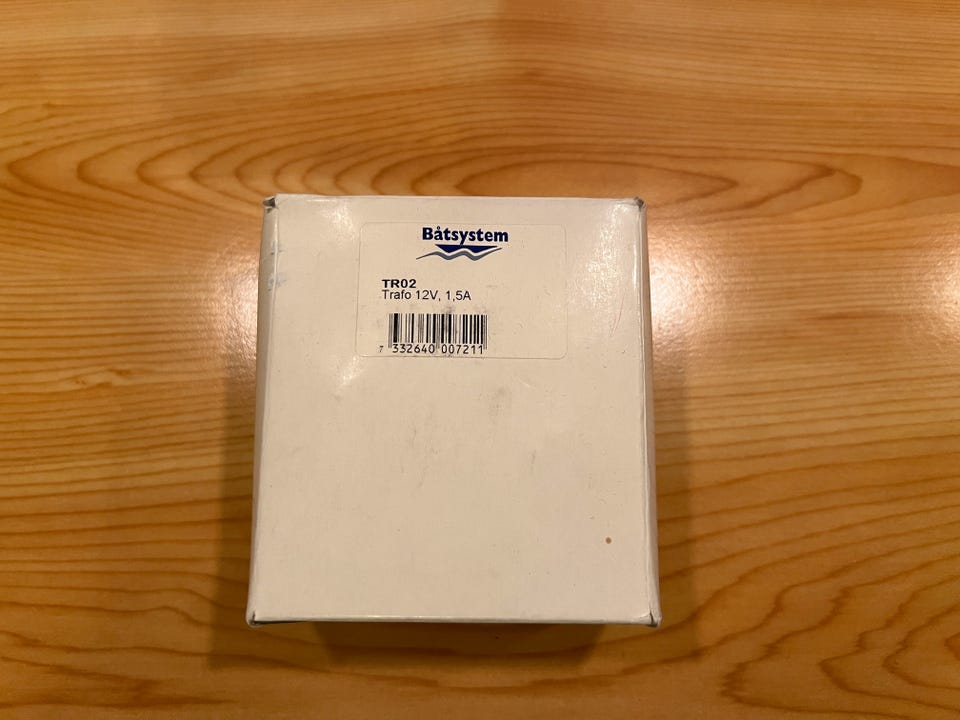 Båtsystem
TR02
Trafo 12V, 1,5A
7 332640 007211